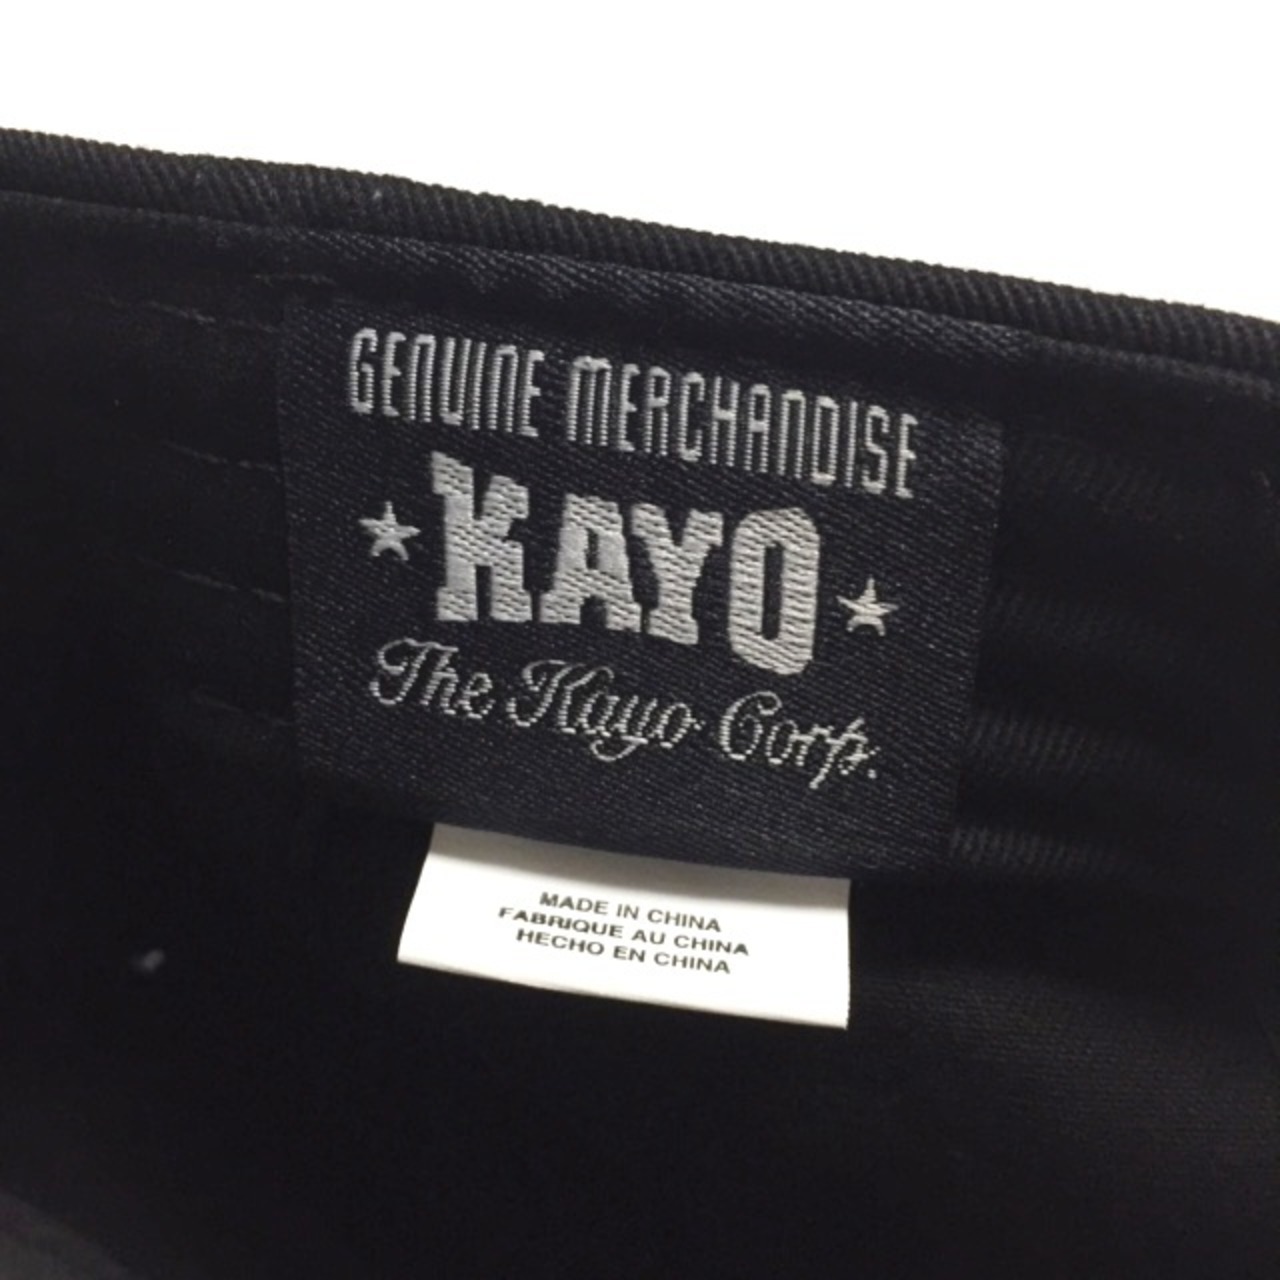 GENUINE MERCHANDISE
KAYO
The Kayo Corp.
MADE IN CHINA
FABRIQUE AU CHINA
HECHO EN CHINA